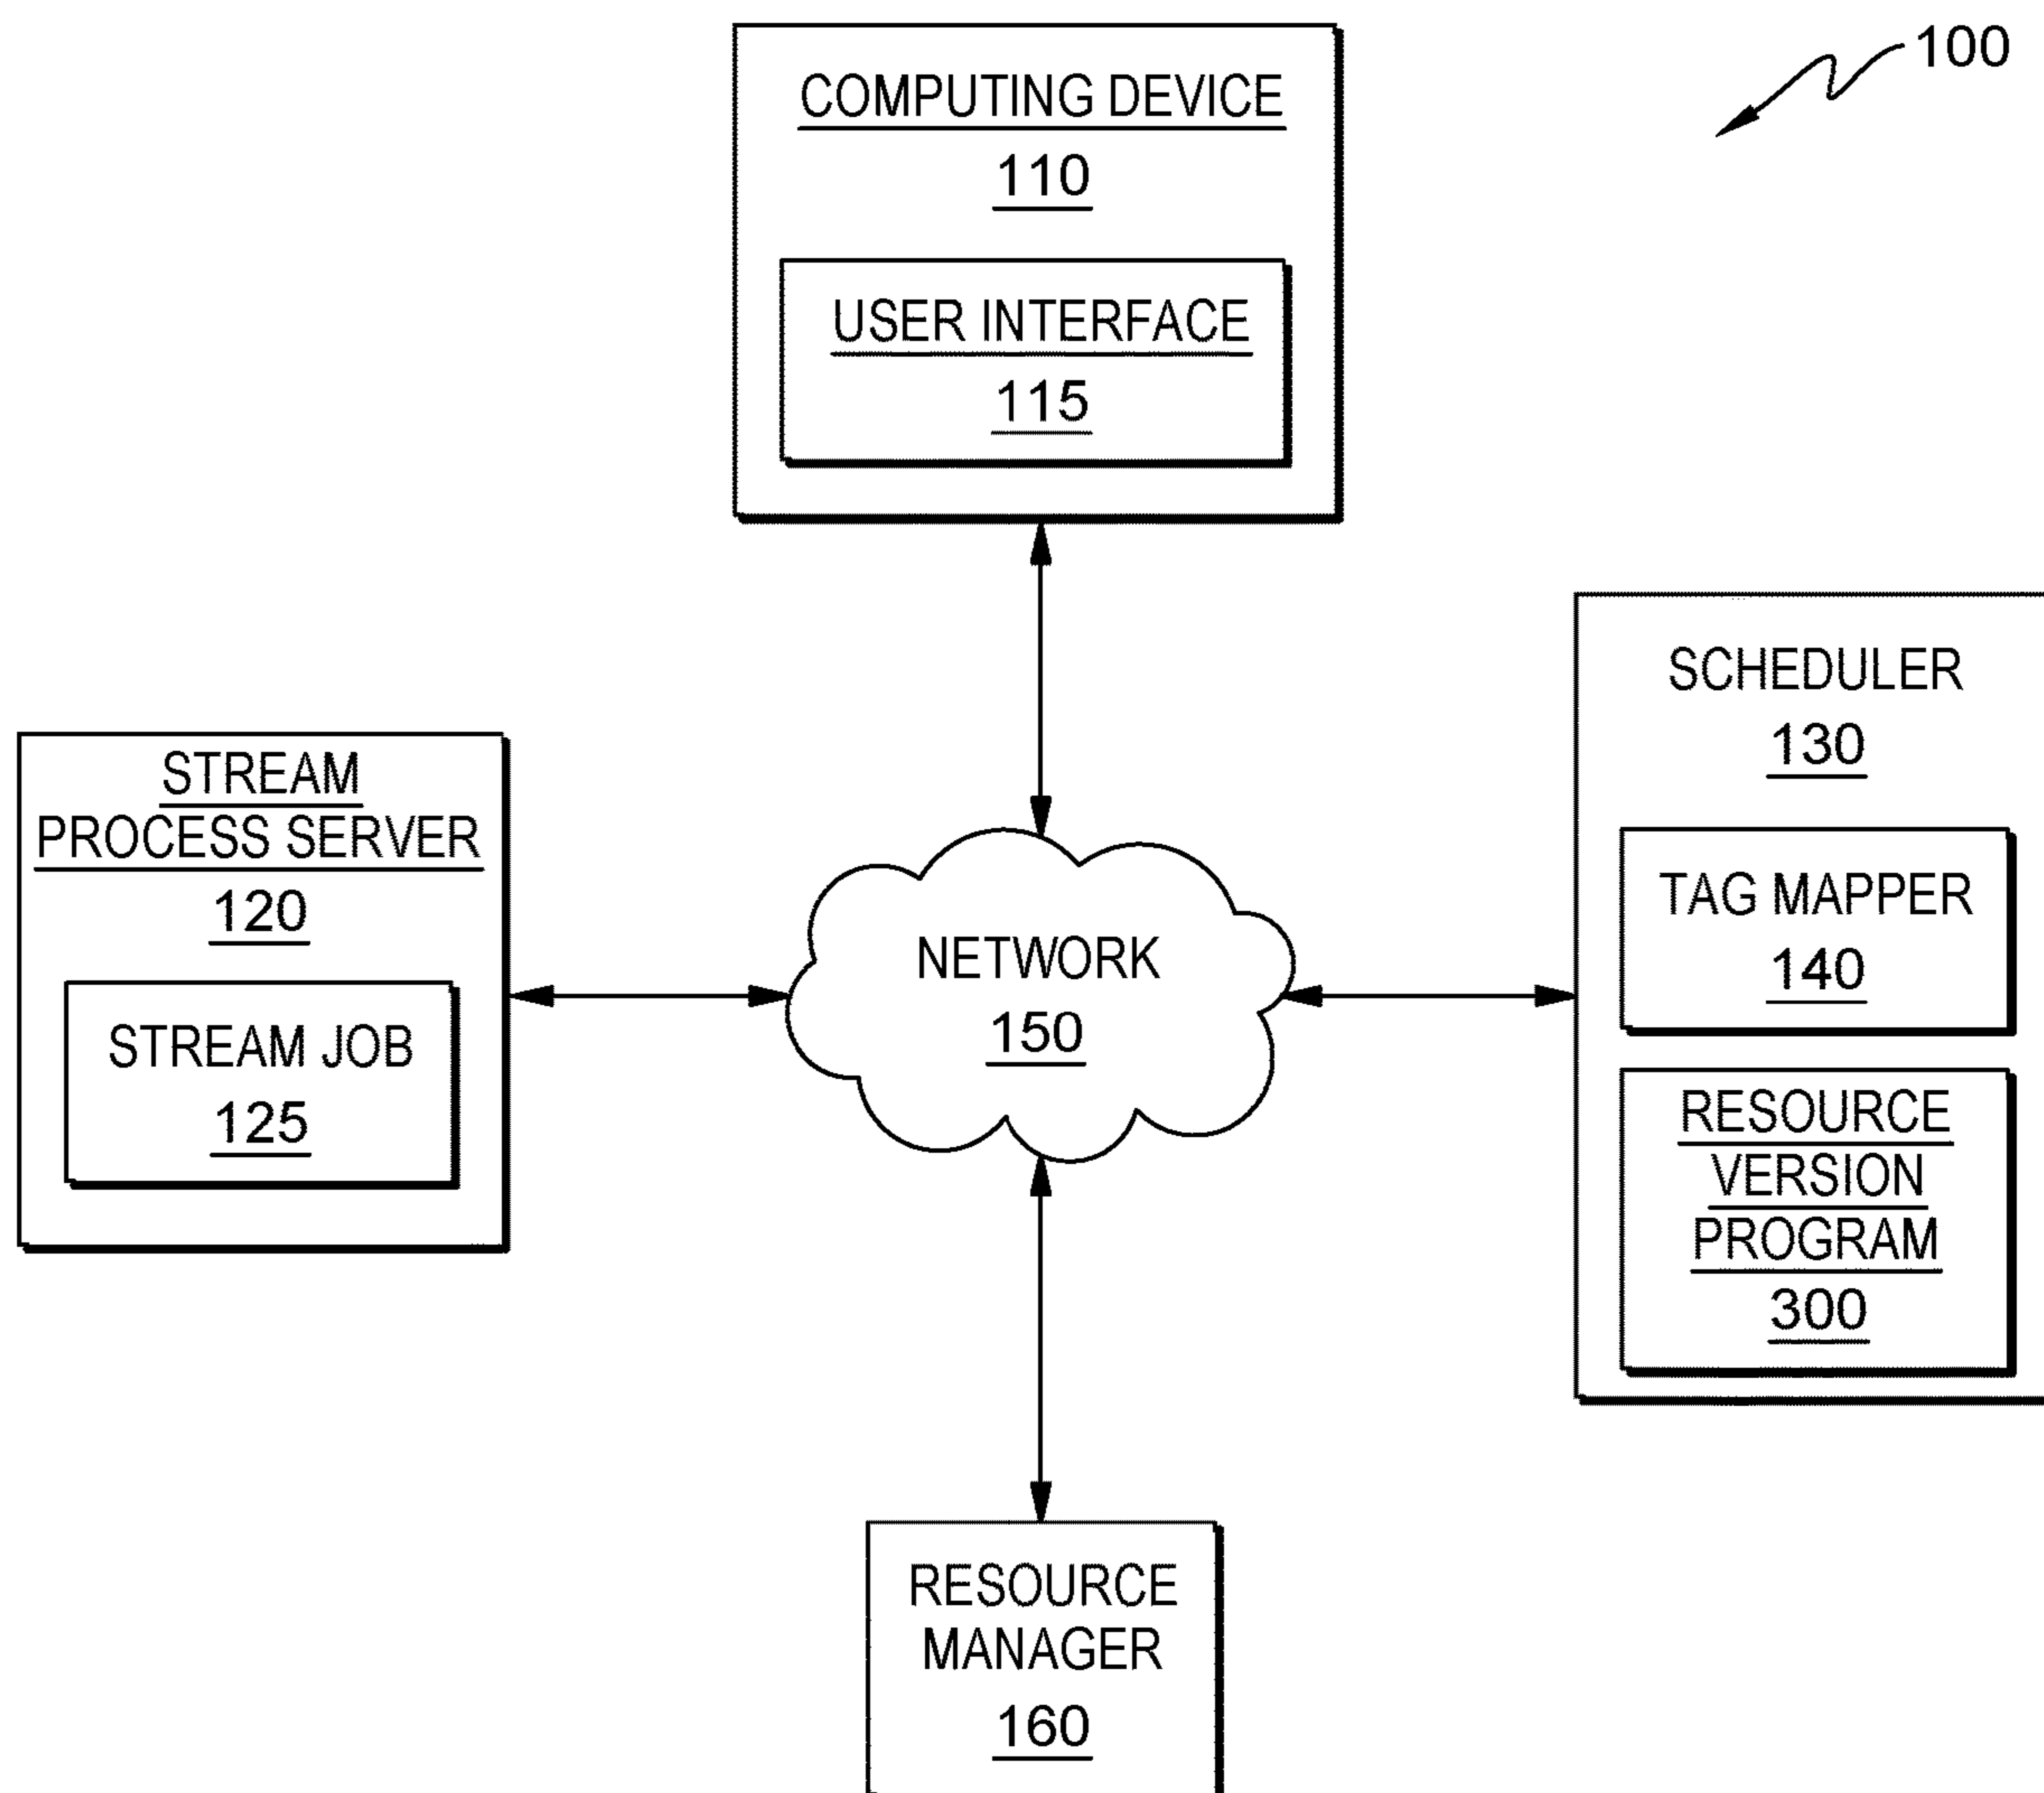 100
COMPUTING DEVICE
110
USER INTERFACE
115
STREAM
PROCESS SERVER
120
STREAM JOB
125
NETWORK
150
SCHEDULER
130
TAG MAPPER
140
RESOURCE
VERSION
PROGRAM
300
RESOURCE
MANAGER
160